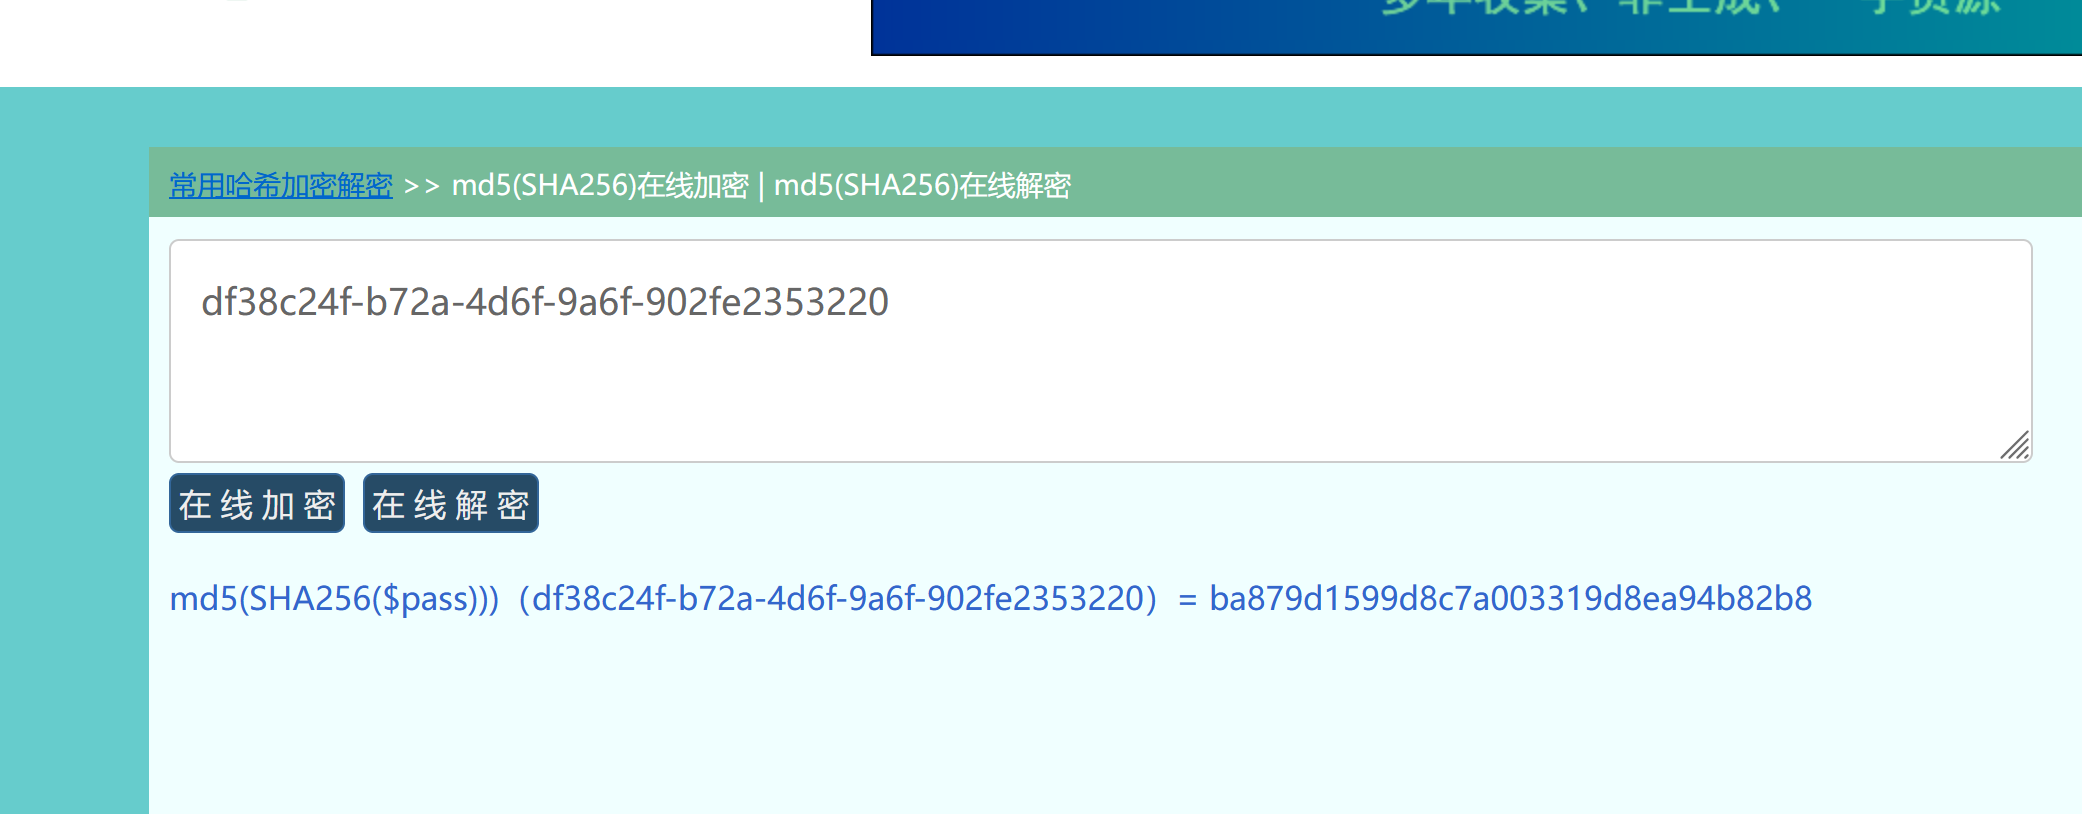 常用哈希加密解密 >> md5(SHA256)在线加密 | md5(SHA256)在线解密
df38c24f-b72a-4d6f-9a6f-902fe2353220
在线加密 在线解密
md5(SHA256($pass)))（df38c24f-b72a-4d6f-9a6f-902fe2353220）= ba879d1599d8c7a003319d8ea94b82b8